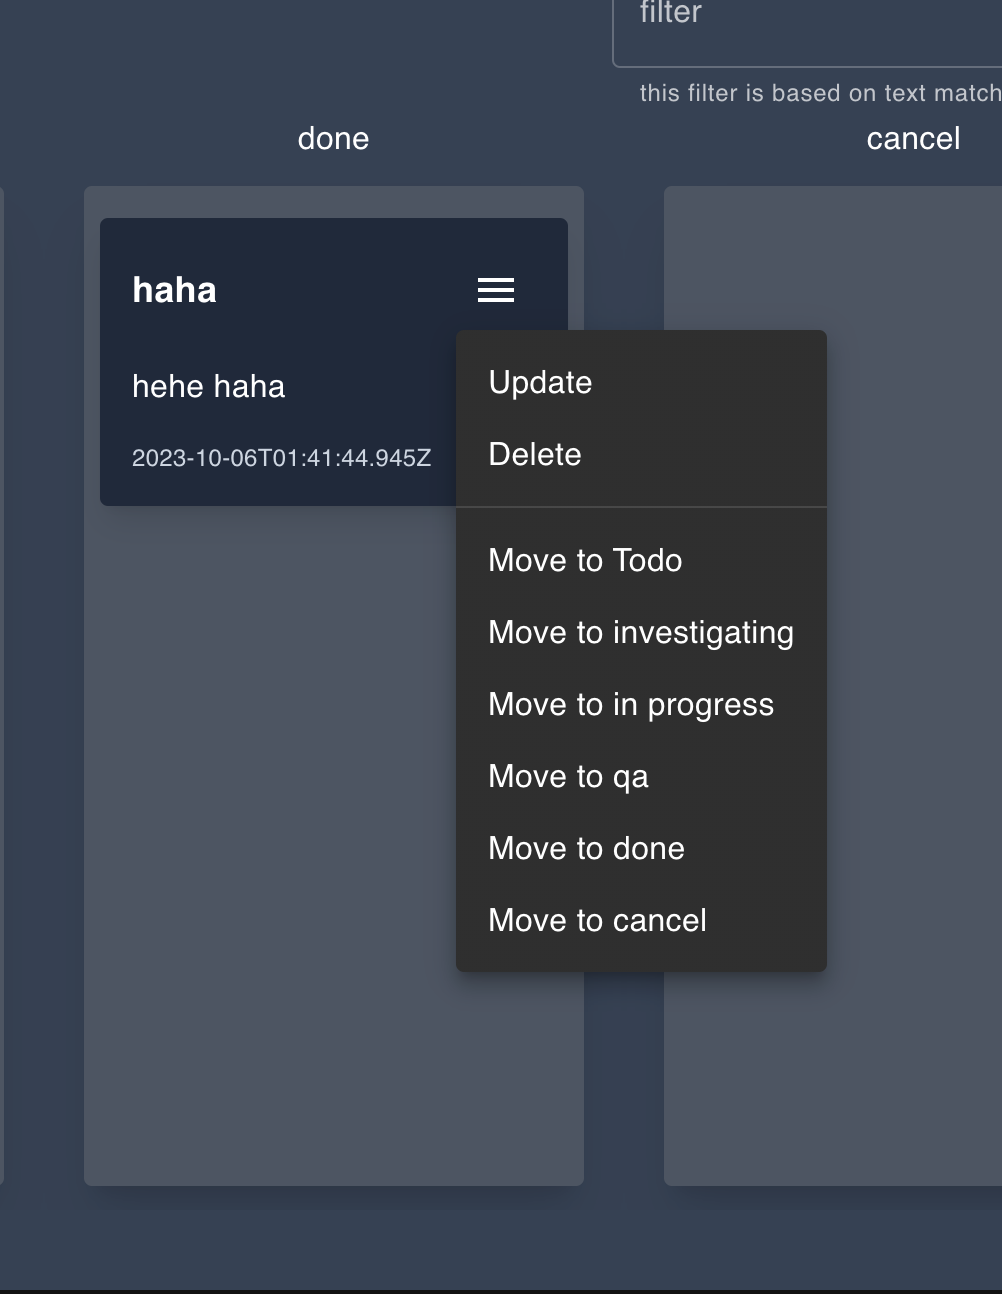 filter
this filter is based on text match
done
cancel
haha
hehe haha
2023-10-06T01:41:44.945Z
Update
Delete
Move to Todo
Move to investigating
Move to in progress
Move to qa
Move to done
Move to cancel